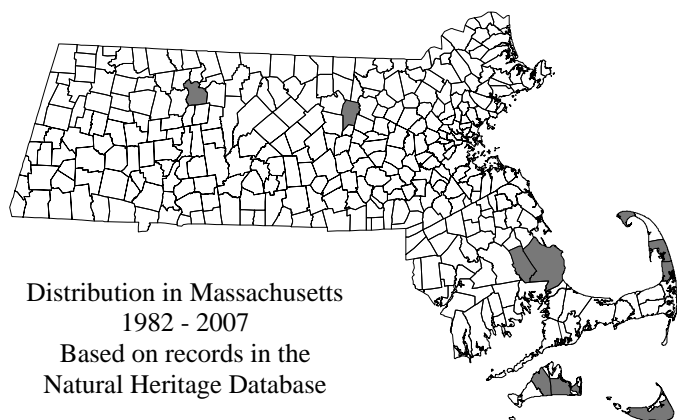 Distribution in Massachusetts
1982 - 2007
Based on records in the
Natural Heritage Database